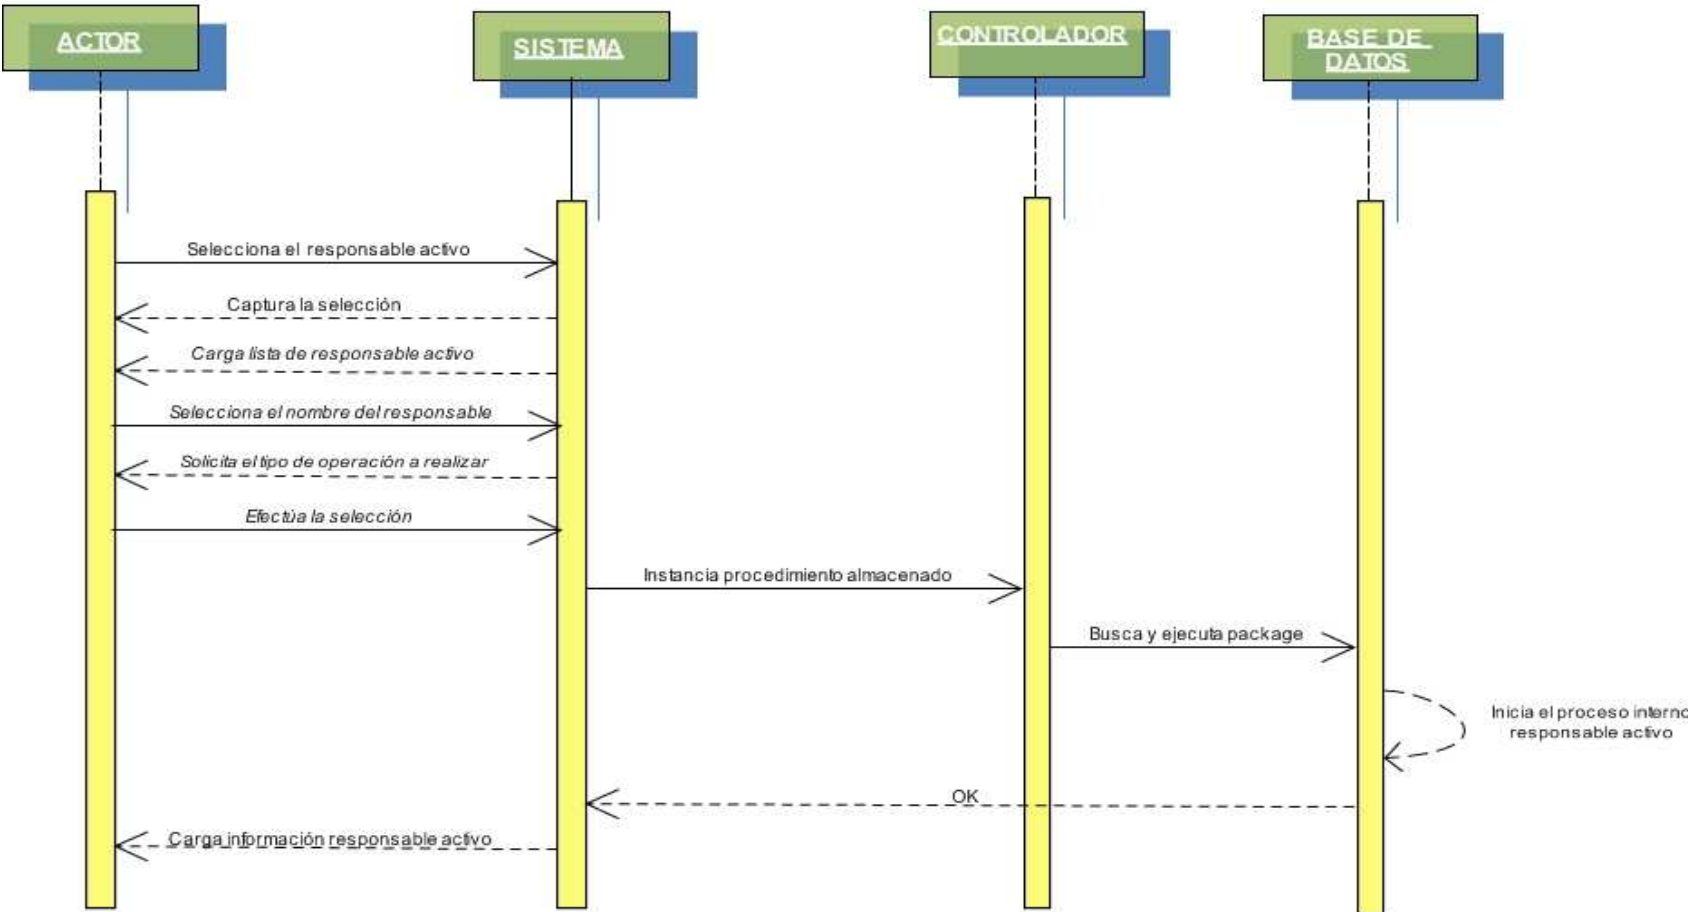 ACTOR
SISTEMA
CONTROLADOR
BASE DE
DATOS
Selecciona el responsable activo
Captura la selección
Carga lista de responsable activo
Selecciona el nombre del responsable
Solicita el tipo de operación a realizar
Efectúa la selección
Instancia procedimiento almacenado
Busca y ejecuta package
Inicia el proceso interno
responsable activo
OK
Carga información responsable activo